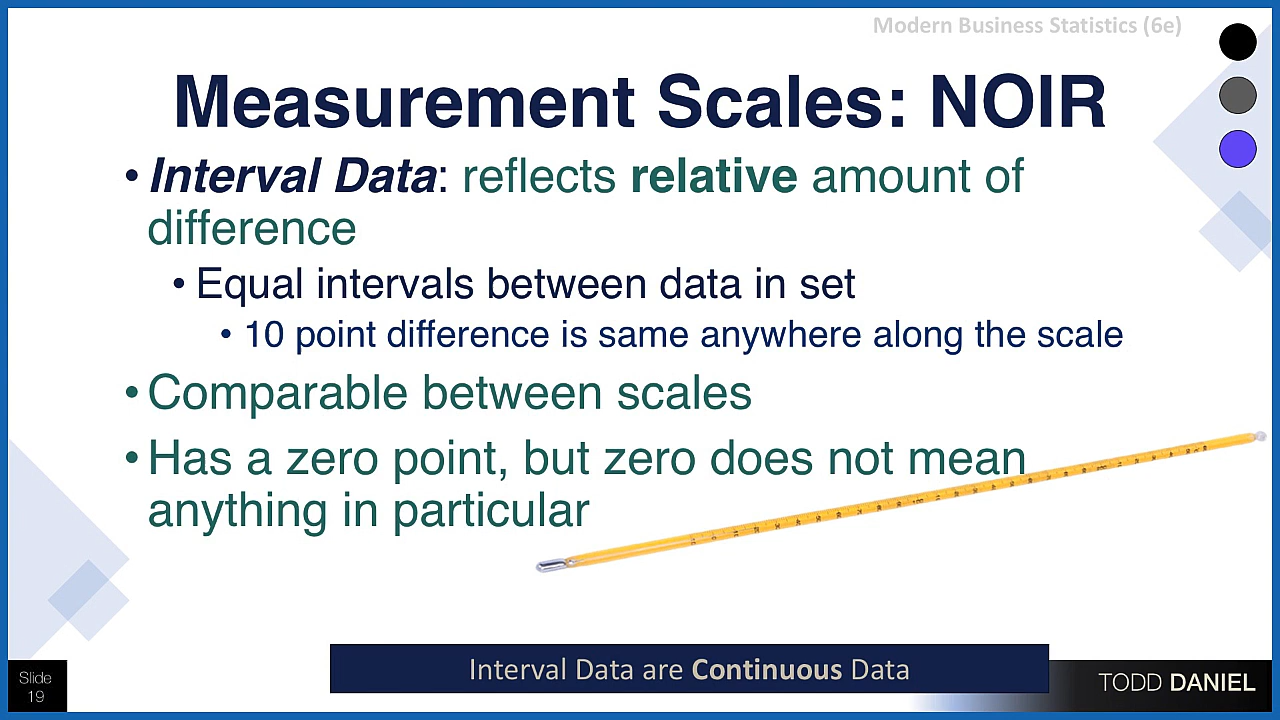 Modern Business Statistics (6e)
Measurement Scales: NOIR
• Interval Data: reflects relative amount of
difference
• Equal intervals between data in set
• 10 point difference is same anywhere along the scale
• Comparable between scales
• Has a zero point, but zero does not mean
anything in particular
Interval Data are Continuous Data
Slide
19
TODD DANIEL